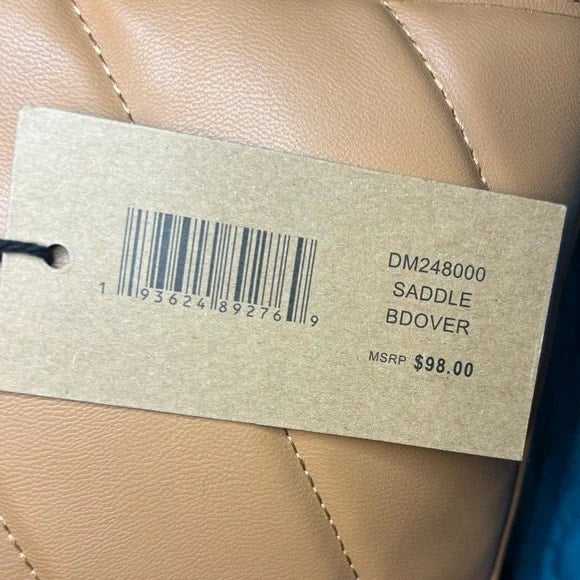 1 93624 89276 9
DM248000
SADDLE
BDOVER
MSRP $98.00